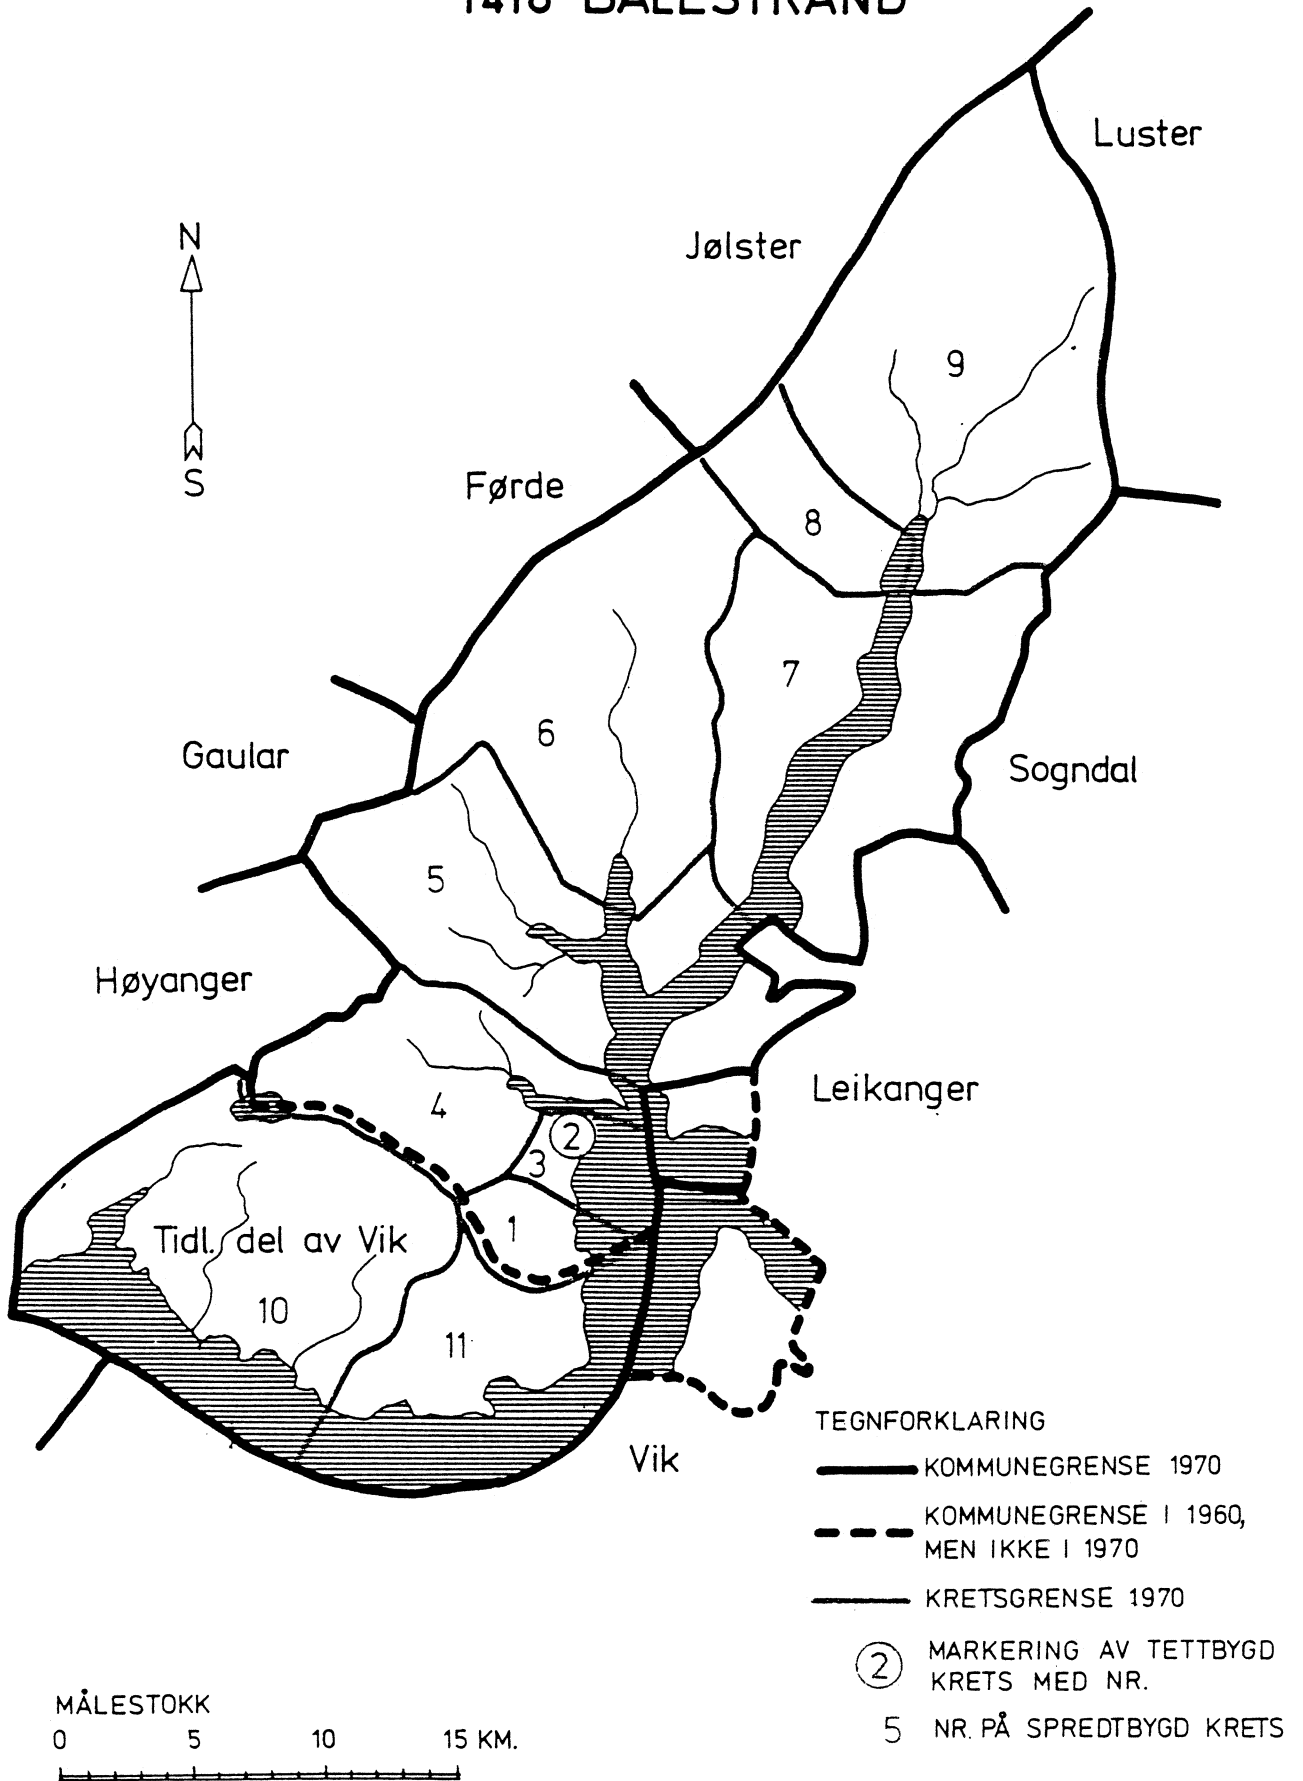 1418 BALESTRAND
Luster
N
Jølster
9
S
Førde
8
7
6
Gaular
Sogndal
5
Høyanger
Leikanger
4
2
3
Tidl. del av Vik
1
10
11
Vik
TEGNFORKLARING
KOMMUNEGRENSE 1970
KOMMUNEGRENSE I 1960,
MEN IKKE I 1970
KRETSGRENSE 1970
2 MARKERING AV TETTBYGD
KRETS MED NR.
5 NR. PÅ SPREDTBYGD KRETS
MÅLESTOKK
0 5 10 15 KM.